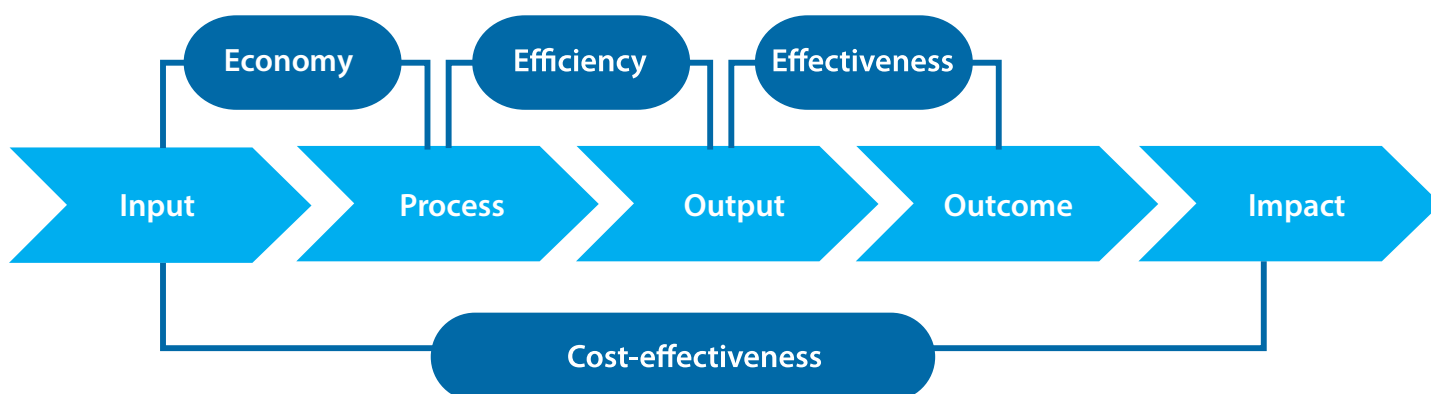 Economy
Efficiency
Effectiveness
Input
Process
Output
Outcome
Impact
Cost-effectiveness